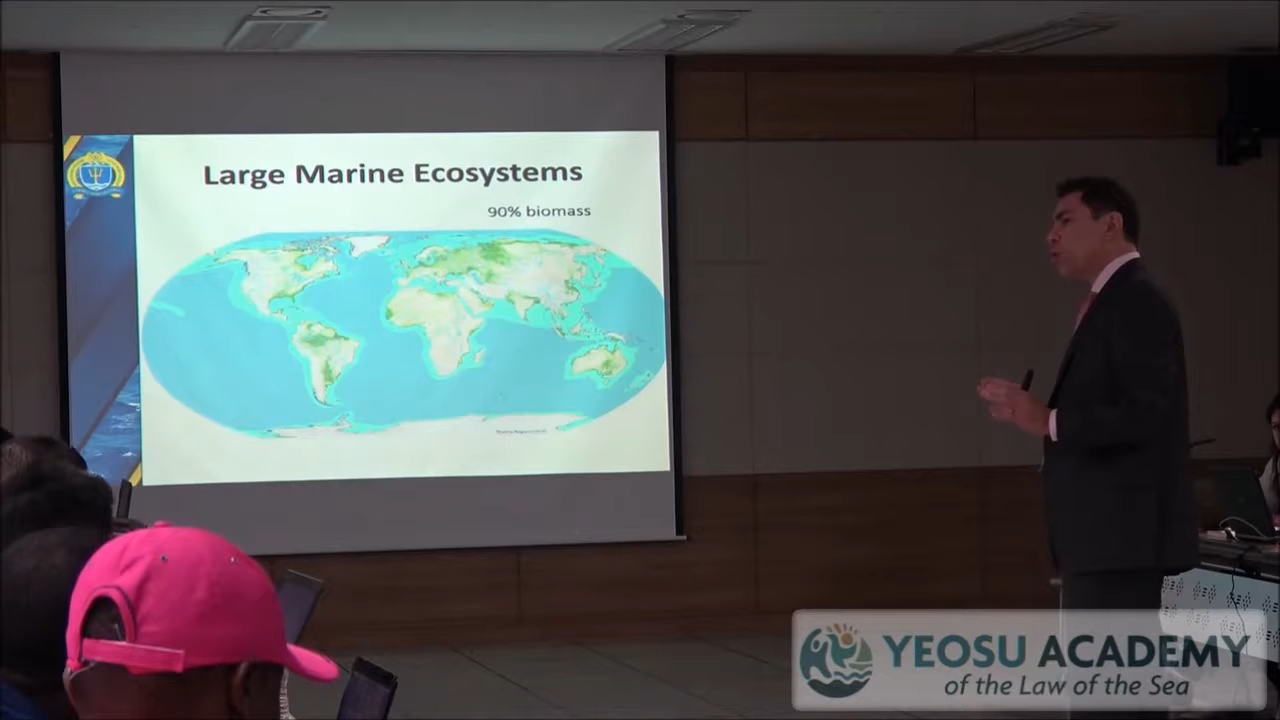 Large Marine Ecosystems
90% biomass
YEOSU ACADEMY
of the Law of the Sea